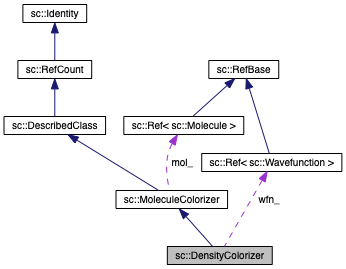 sc::Identity
sc::RefCount
sc::RefBase
sc::DescribedClass
sc::Ref< sc::Molecule >
mol_
sc::Ref< sc::Wavefunction >
sc::MoleculeColorizer
wfn_
sc::DensityColorizer